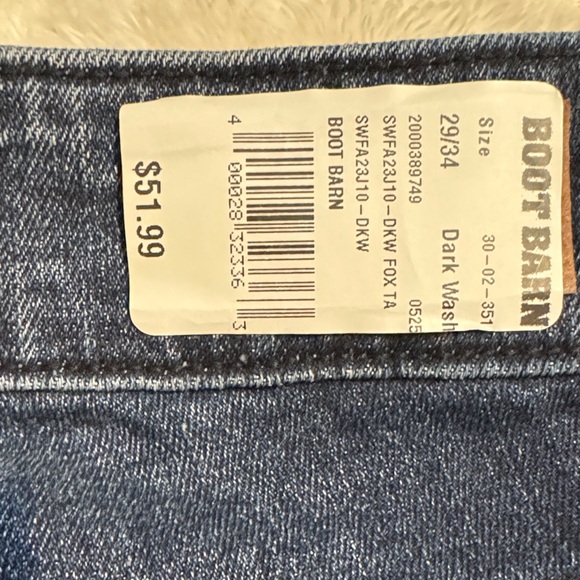 BOOT BARN
Size 30-02-351
29/34 Dark Wash
2000389749 0525
SWFA23J10-DKW FOX TA
SWFA23J10-DKW
BOOT BARN
4 00028 32336 3
$51.99